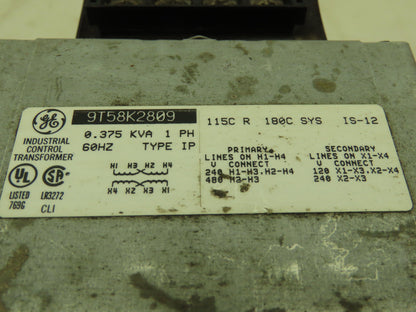 GE
9T58K2809
INDUSTRIAL
CONTROL
TRANSFORMER
0.375 KVA 1 PH
60HZ TYPE IP
H1 H3 H2 H4
X4 X2 X3 X1
UL
LISTED
769G
SA
LR3272
CLI
115C R 180C SYS IS-12
PRIMARY
LINES ON H1-H4
V CONNECT
240 H1-H3,H2-H4
480 H2-H3
SECONDARY
LINES ON X1-X4
V CONNECT
120 X1-X3,X2-X4
240 X2-X3